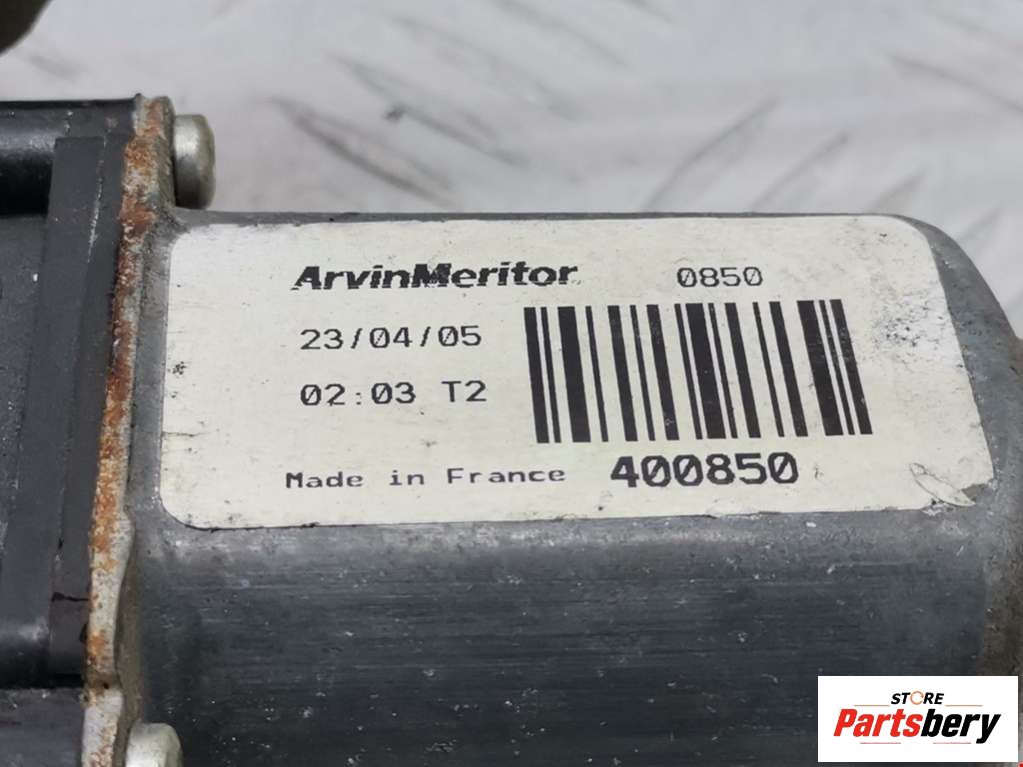 ArvinMeritor 0850
23/04/05
02:03 T2
Made in France 400850
STORE
Partsbery